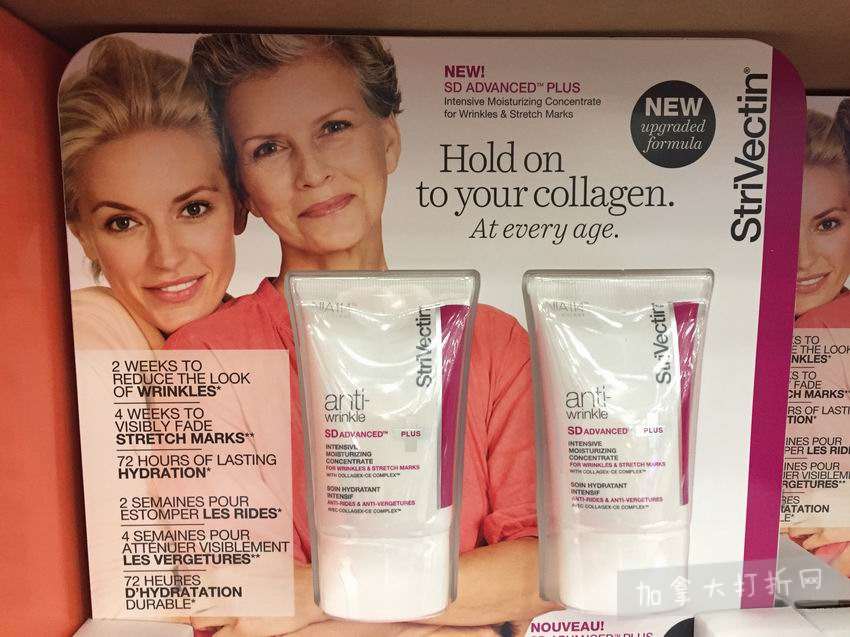 NEW!
SD ADVANCED™ PLUS
Intensive Moisturizing Concentrate
for Wrinkles & Stretch Marks
NEW
upgraded
formula
StriVectin®
Hold on
to your collagen.
At every age.
2 WEEKS TO
REDUCE THE LOOK
OF WRINKLES*
4 WEEKS TO
VISIBLY FADE
STRETCH MARKS**
72 HOURS OF LASTING
HYDRATION*
2 SEMAINES POUR
ESTOMPER LES RIDES*
4 SEMAINES POUR
ATTÉNUER VISIBLEMENT
LES VERGETURES**
72 HEURES
D'HYDRATATION
DURABLE*
StriVectin
anti-
wrinkle
SD ADVANCED™ PLUS
INTENSIVE
MOISTURIZING
CONCENTRATE
FOR WRINKLES & STRETCH MARKS
WITH COLLAGEX-CE COMPLEX™
SOIN HYDRATANT
INTENSIF
ANTI-RIDES & ANTI-VERGETURES
AVEC COLLAGEX-CE COMPLEX™
StriVectin
anti-
wrinkle
SD ADVANCED™ PLUS
INTENSIVE
MOISTURIZING
CONCENTRATE
FOR WRINKLES & STRETCH MARKS
WITH COLLAGEX-CE COMPLEX™
SOIN HYDRATANT
INTENSIF
ANTI-RIDES & ANTI-VERGETURES
AVEC COLLAGEX-CE COMPLEX™
NOUVEAU!
SD ADVANCED™ PLUS
加拿大打折网